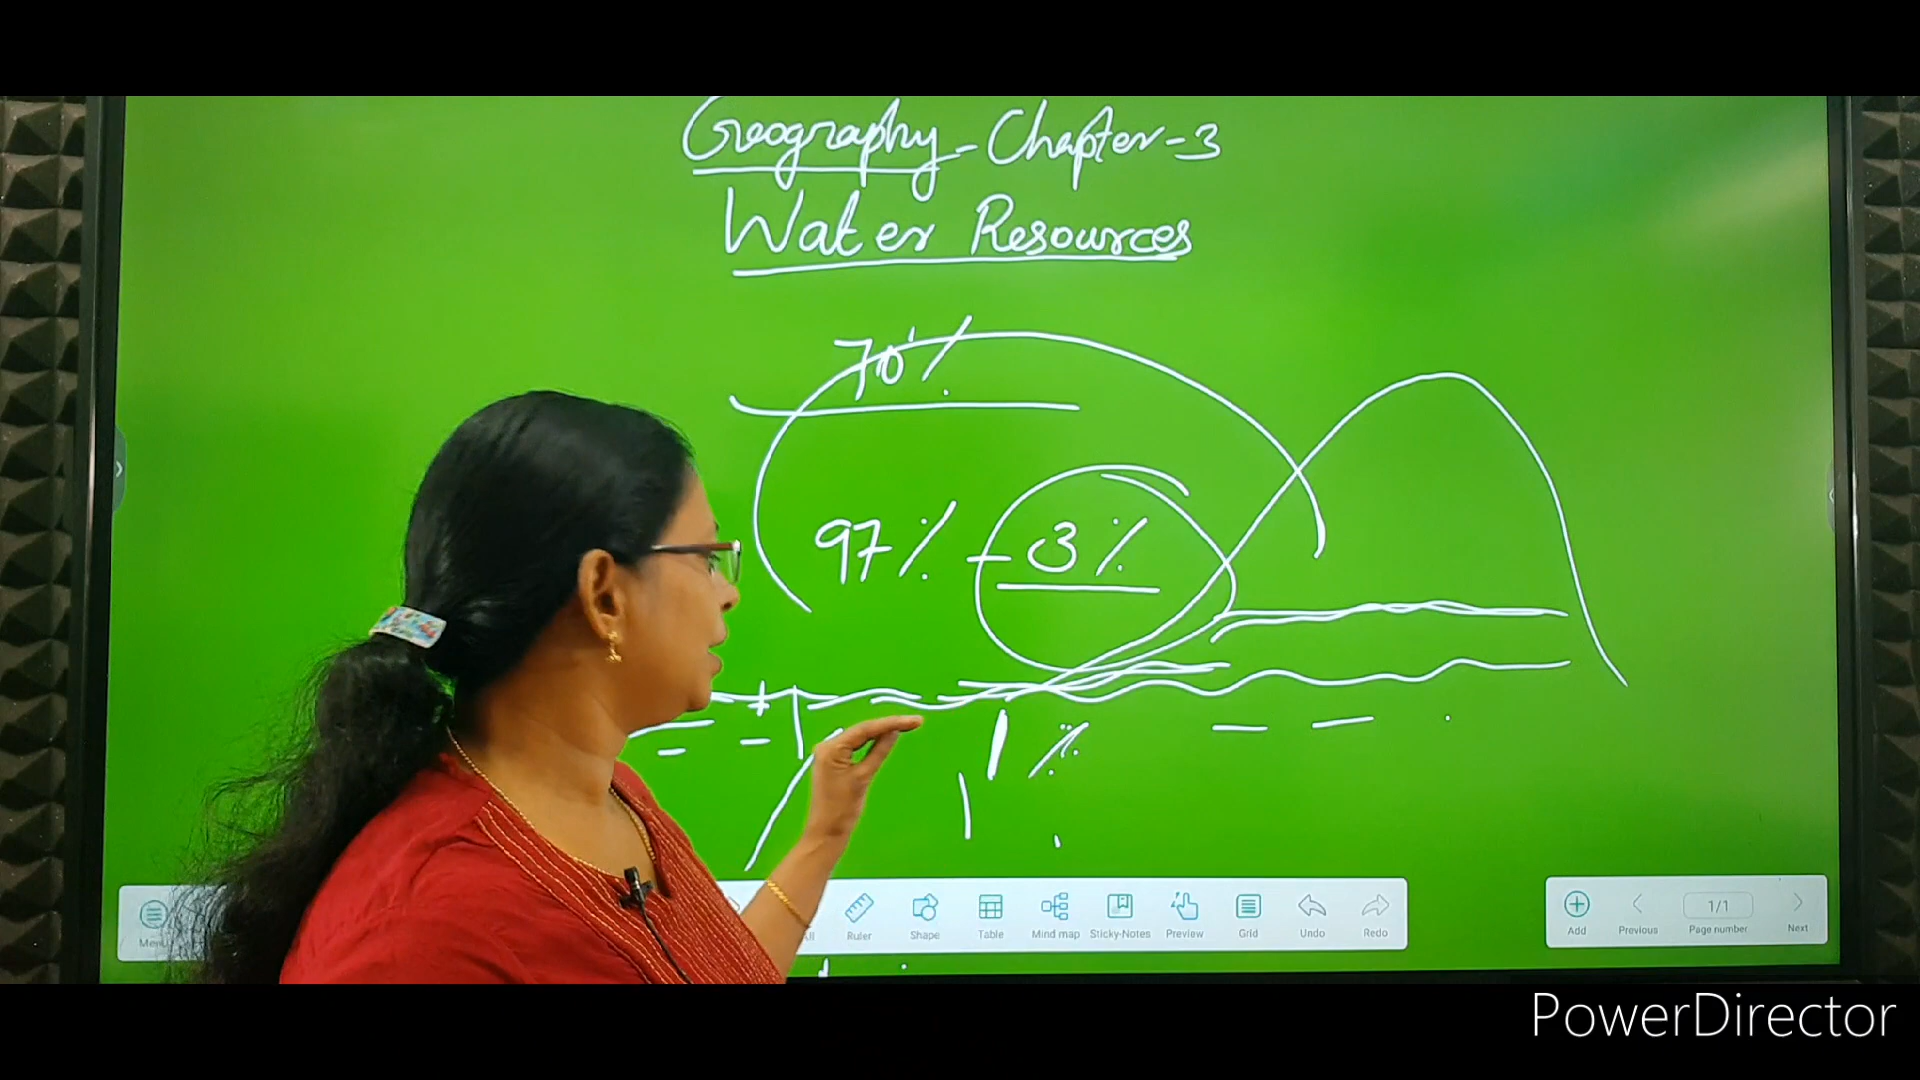 Geography - Chapter-3
Water Resources
70%
97% - 3%
1 %
Menu
Ruler
Shape
Table
Mind map
Sticky-Notes
Preview
Grid
Undo
Redo
Add
Previous
1/1
Page number
Next
PowerDirector